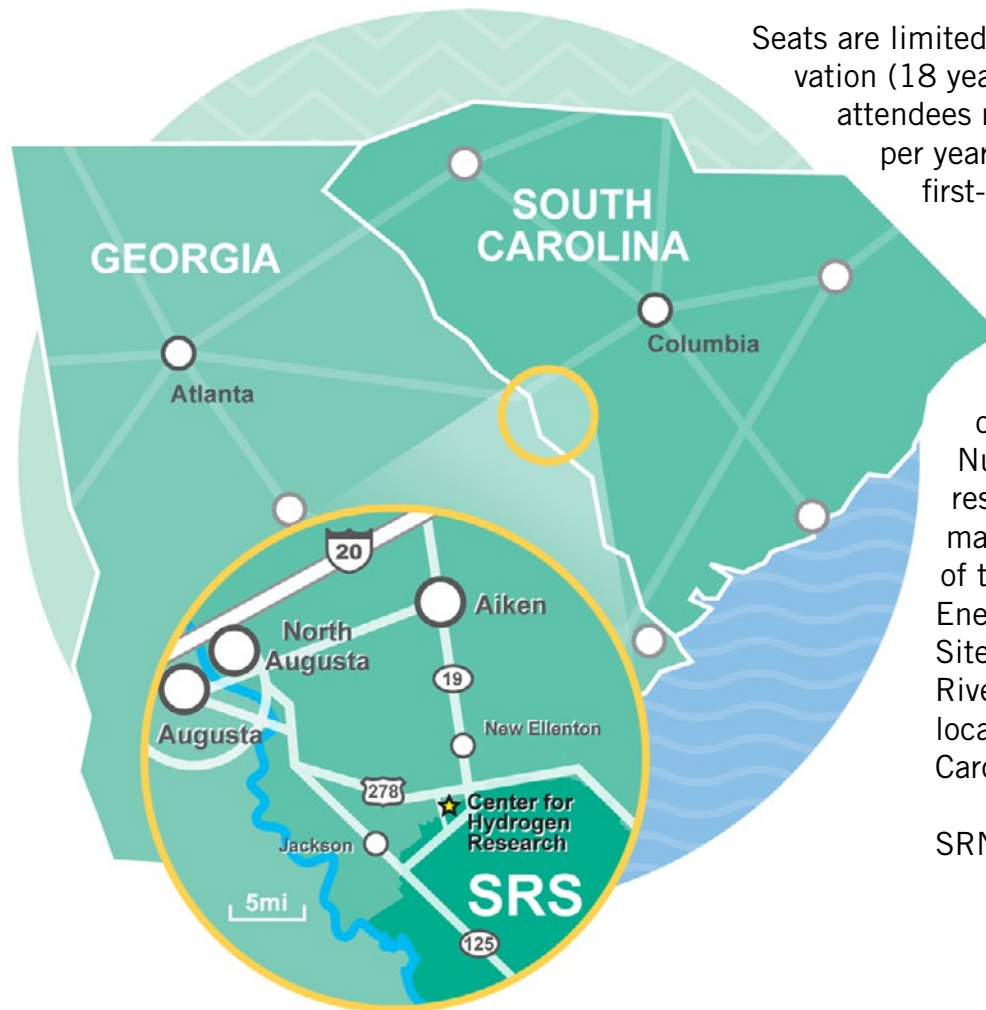 Seats are limited
vation (18 yea
attendees r
per year
first-
GEORGIA
SOUTH
CAROLINA
Columbia
Atlanta
20
Aiken
North
Augusta
19
Augusta
New Ellenton
278
Center for
Hydrogen
Research
Jackson
SRS
5mi
125
c
Nu
res
ma
of t
Ene
Site
Rive
loca
Caro
SRN